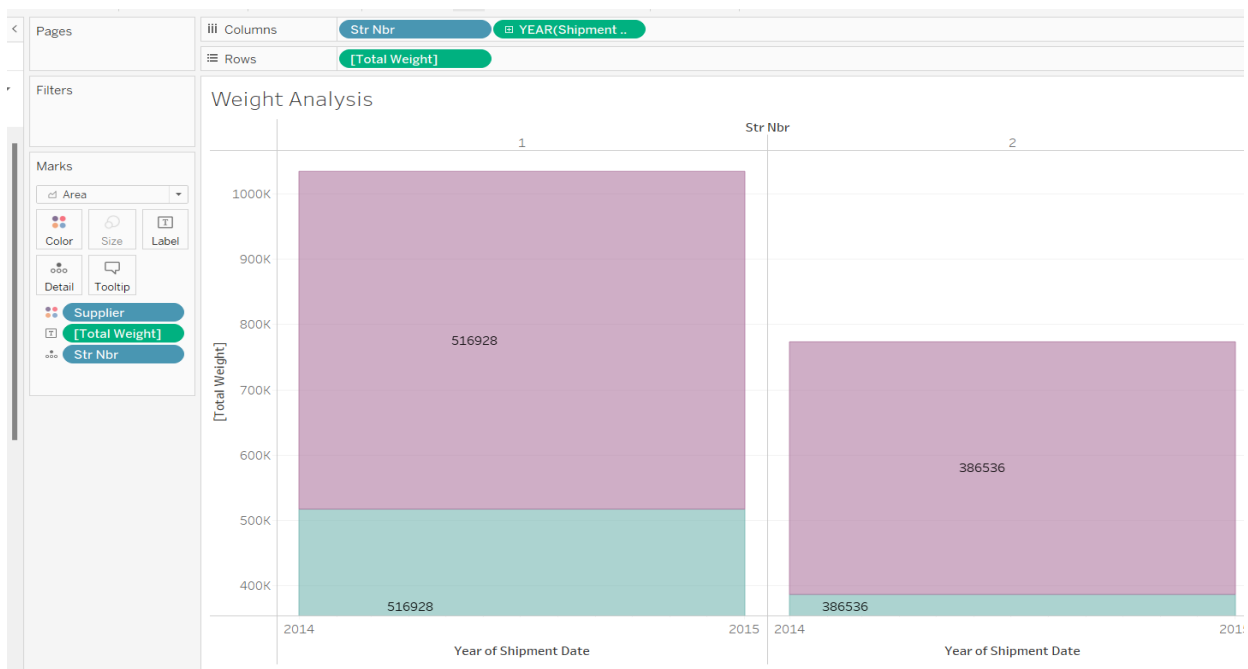 Pages
iii Columns
Str Nbr
YEAR(Shipment ..
Rows
[Total Weight]
Filters
Marks
Area
Color
Size
Label
Detail
Tooltip
Supplier
[Total Weight]
Str Nbr
Weight Analysis
Str Nbr
1
2
[Total Weight]
1000K
900K
800K
700K
600K
500K
400K
516928
516928
386536
386536
2014
2015
2014
201
Year of Shipment Date
Year of Shipment Date